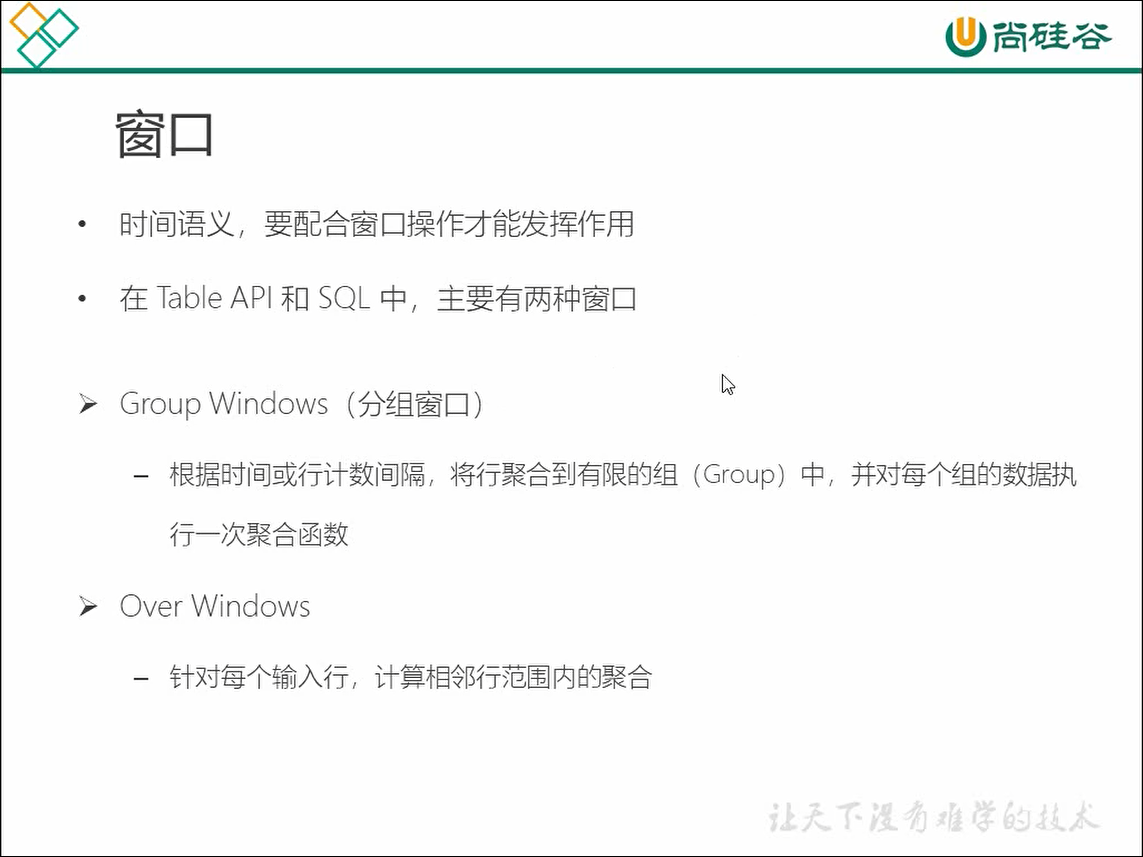 尚硅谷
窗口
• 时间语义，要配合窗口操作才能发挥作用
• 在 Table API 和 SQL 中，主要有两种窗口
➢ Group Windows（分组窗口）
– 根据时间或行计数间隔，将行聚合到有限的组（Group）中，并对每个组的数据执
行一次聚合函数
➢ Over Windows
– 针对每个输入行，计算相邻行范围内的聚合
让天下没有难学的技术